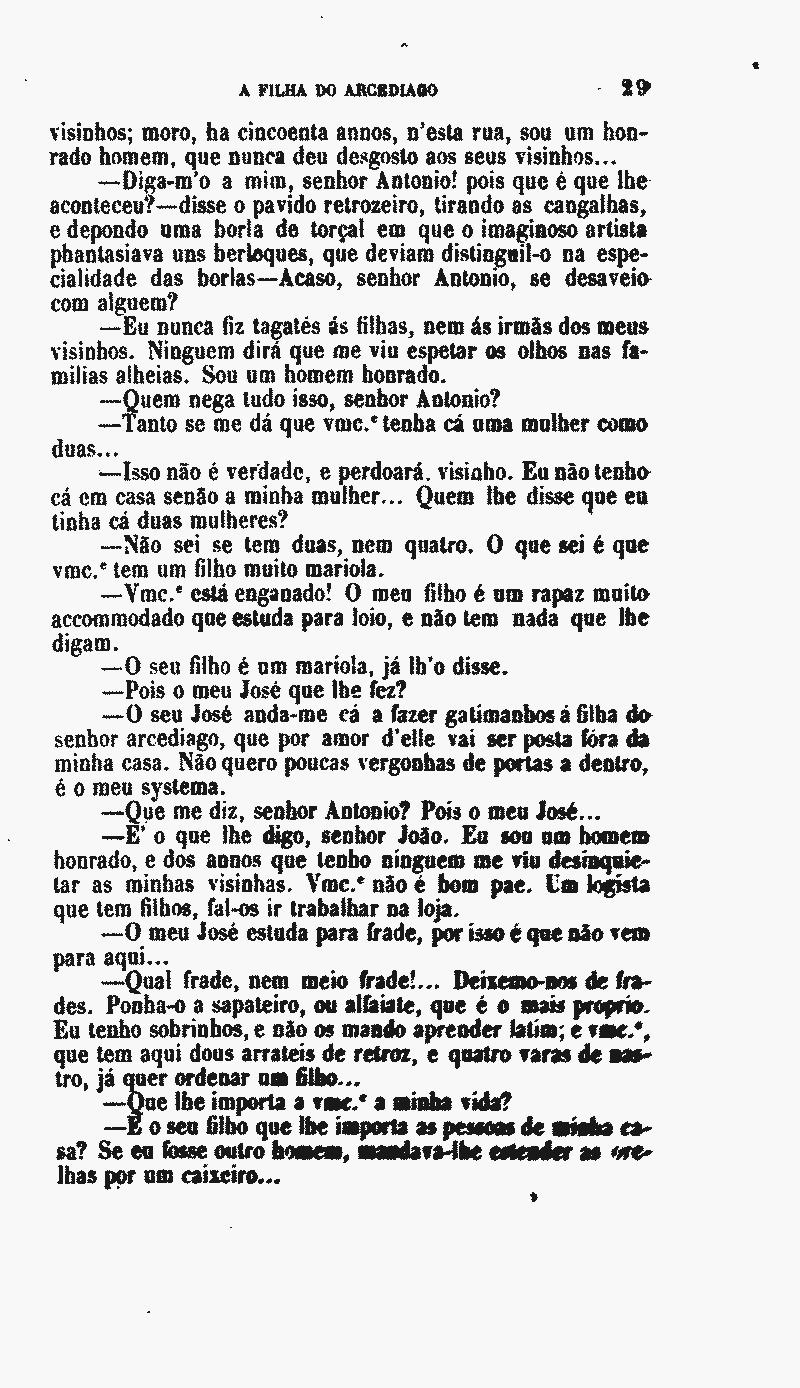 A FILHA DO ARCEDIAGO 29
visinhos; moro, ha cincoenta annos, n'esta rua, sou um hon-
rado homem, que nunca deu desgosto aos seus visinhos...
—Diga-m'o a mim, senhor Antonio! pois que é que lhe
aconteceu?—disse o pavido retrozeiro, tirando as cangalhas,
e depondo uma borla de torçal em que o imaginoso artista
phantasiava uns berloques, que deviam distinguil-o na espe-
cialidade das borlas—Acaso, senhor Antonio, se desaveio
com alguem?
—Eu nunca fiz tagatés ás filhas, nem ás irmãs dos meus
visinhos. Ninguem dirá que me viu espetar os olhos nas fa-
milias alheias. Sou um homem honrado.
—Quem nega tudo isso, senhor Antonio?
—Tanto se me dá que vmc.ᵉ tenha cá uma mulher como
duas...
—Isso não é verdade, e perdoará. visinho. Eu não tenho
cá em casa senão a minha mulher... Quem lhe disse que eu
tinha cá duas mulheres?
—Não sei se tem duas, nem quatro. O que sei é que
vmc.ᵉ tem um filho muito mariola.
—Vmc.ᵉ está enganado! O meu filho é um rapaz muito
accommodado que estuda para loio, e não tem nada que lhe
digam.
—O seu filho é um mariola, já lh'o disse.
—Pois o meu José que lhe fez?
—O seu José anda-me cá a fazer gatimanhos á filha do
senhor arcediago, que por amor d'elle vai ser posta fóra da
minha casa. Não quero poucas vergonhas de portas a dentro,
é o meu systema.
—Que me diz, senhor Antonio? Pois o meu José...
—E' o que lhe digo, senhor João. Eu sou um homem
honrado, e dos annos que tenho ninguem me viu desinquie-
tar as minhas visinhas. Vmc.ᵉ não é bom pae. Um logista
que tem filhos, fal-os ir trabalhar na loja.
—O meu José estuda para frade, por isso é que não vem
para aqui...
—Qual frade, nem meio frade!... Deixemo-nos de fra-
des. Ponha-o a sapateiro, ou alfaiate, que é o mais proprio.
Eu tenho sobrinhos, e não os mando aprender latim; e vmc.ᵉ,
que tem aqui dous arrateis de retroz, e quatro varas de nas-
tro, já quer ordenar um filho...
—Que lhe importa a vmc.ᵉ a minha vida?
—E o seu filho que lhe importa as pessoas de minha ca-
sa? Se eu fosse outro homem, mandava-lhe estender as ore-
lhas por um caixeiro...